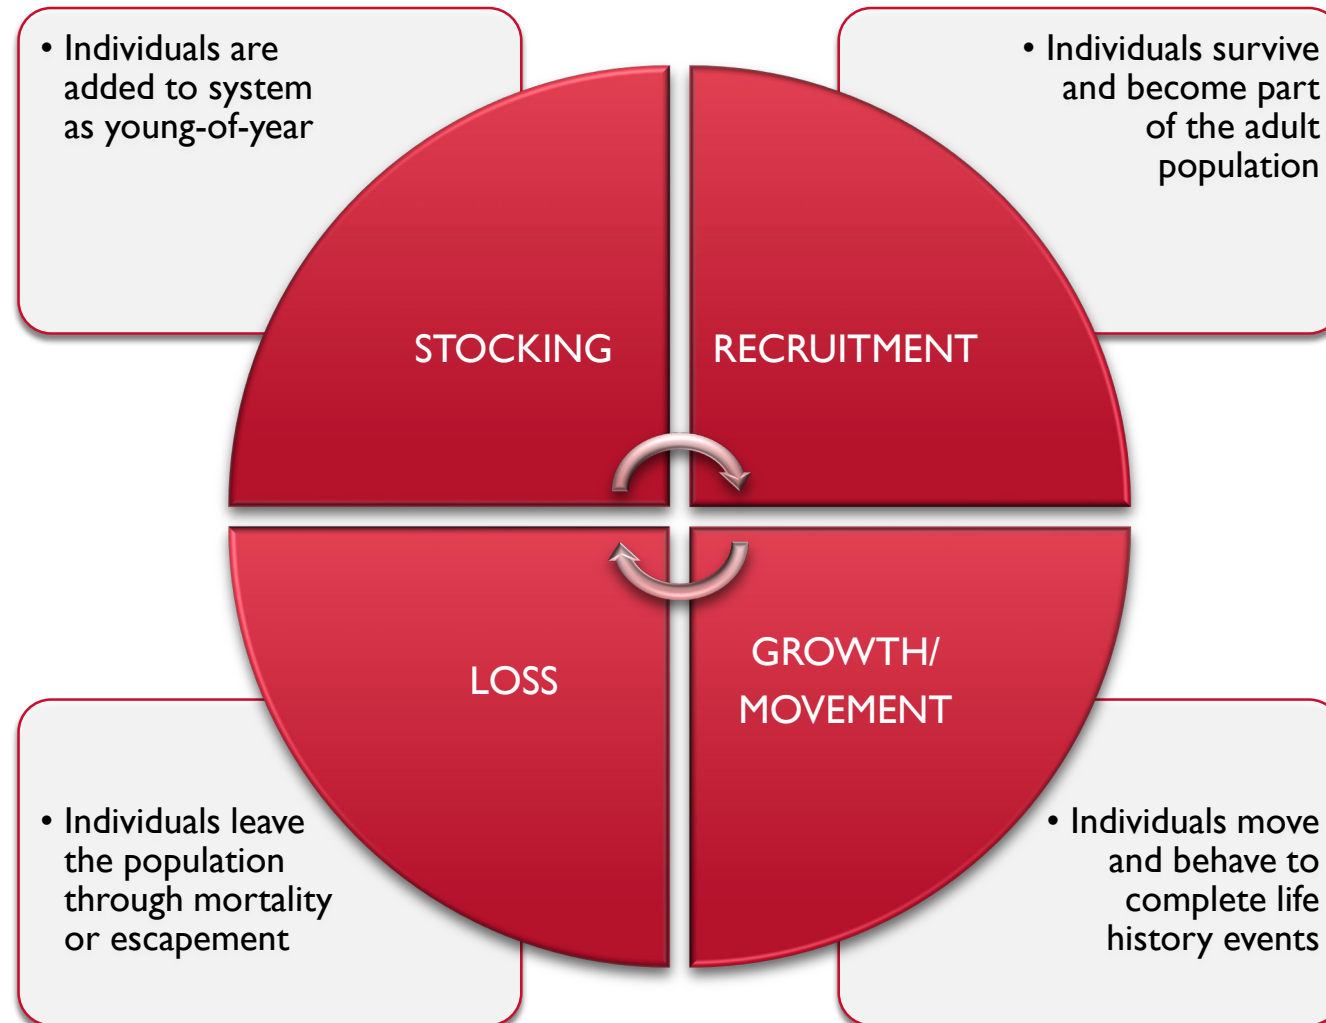 • Individuals are
added to system
as young-of-year
• Individuals survive
and become part
of the adult
population
STOCKING
RECRUITMENT
LOSS
GROWTH/
MOVEMENT
• Individuals leave
the population
through mortality
or escapement
• Individuals move
and behave to
complete life
history events